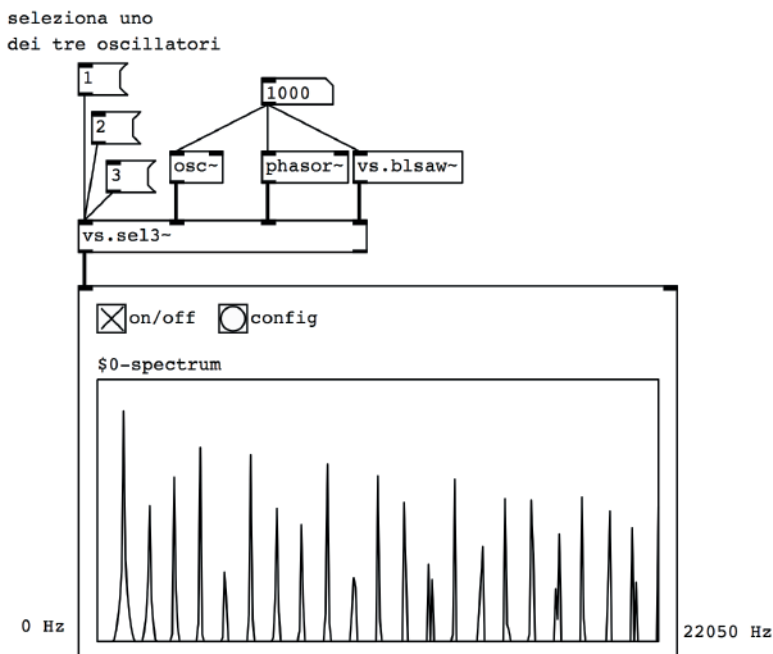 seleziona uno
dei tre oscillatori
1
1000
2
3
osc~
phasor~
vs.blsaw~
vs.sel3~
on/off
config
$0-spectrum
0 Hz
22050 Hz